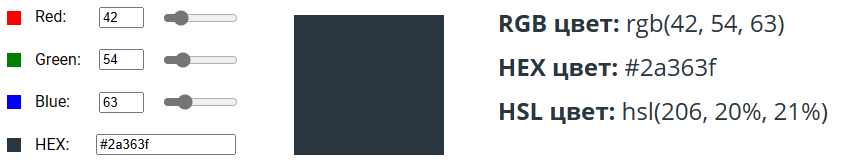 Red: 42
Green: 54
Blue: 63
HEX: #2a363f
RGB цвет: rgb(42, 54, 63)
HEX цвет: #2a363f
HSL цвет: hsl(206, 20%, 21%)